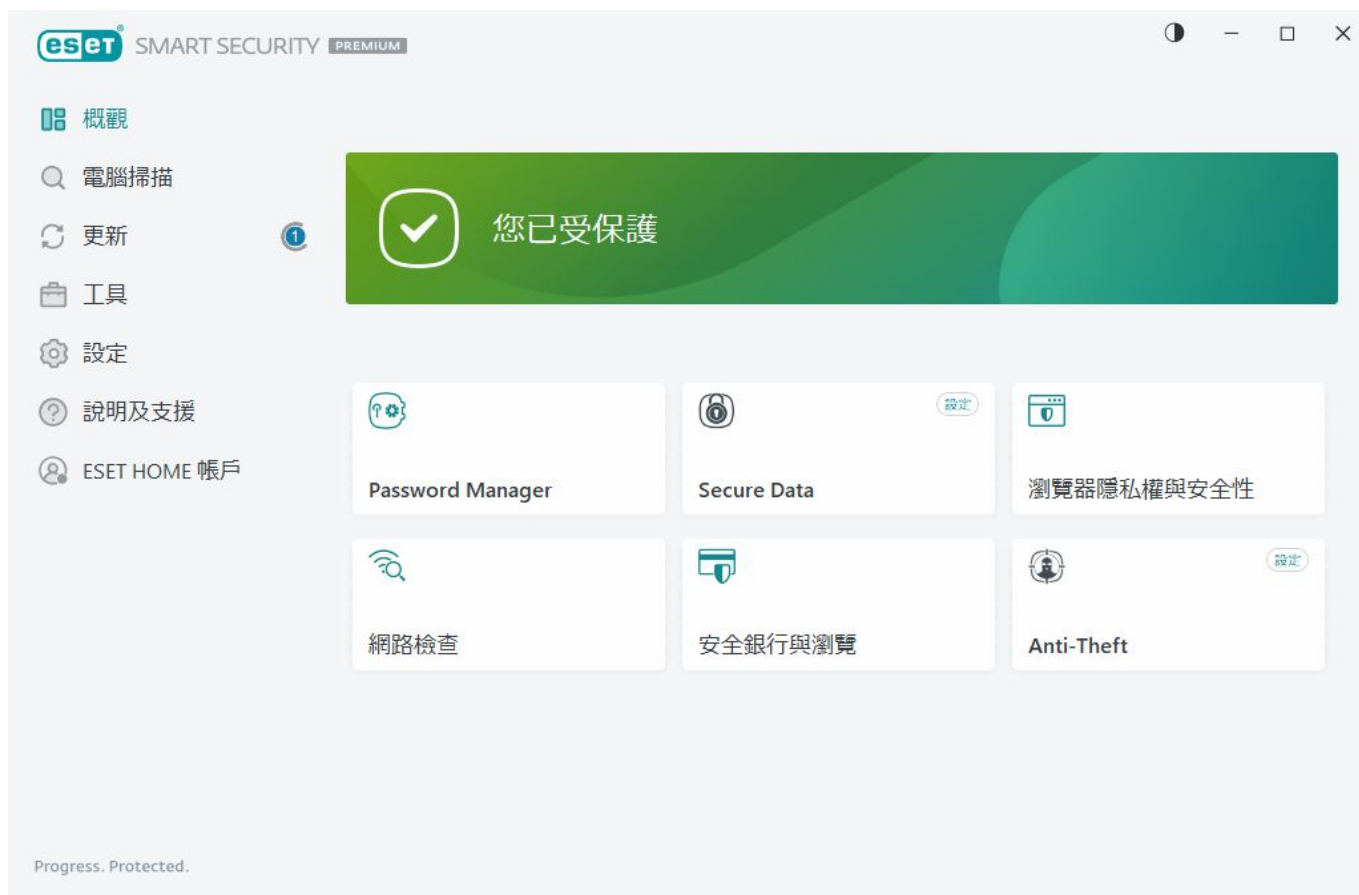 eset® SMART SECURITY PREMIUM
概觀
電腦掃描
更新 1
工具
設定
說明及支援
ESET HOME 帳戶
您已受保護
Password Manager
設定
Secure Data
瀏覽器隱私權與安全性
網路檢查
安全銀行與瀏覽
設定
Anti-Theft
Progress. Protected.